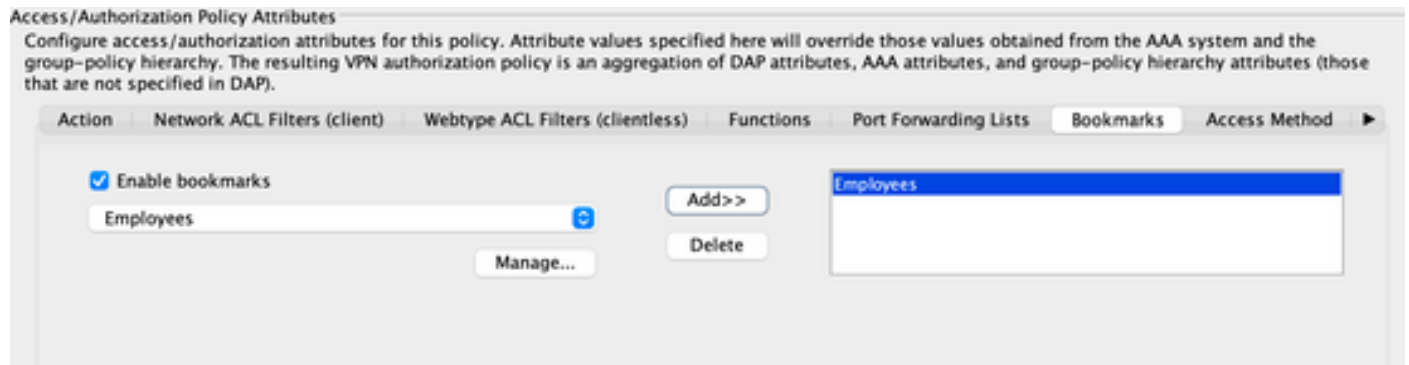 Access/Authorization Policy Attributes
Configure access/authorization attributes for this policy. Attribute values specified here will override those values obtained from the AAA system and the
group-policy hierarchy. The resulting VPN authorization policy is an aggregation of DAP attributes, AAA attributes, and group-policy hierarchy attributes (those
that are not specified in DAP).
Action Network ACL Filters (client) Webtype ACL Filters (clientless) Functions Port Forwarding Lists Bookmarks Access Method
Enable bookmarks
Employees
Manage...
Add>>
Delete
Employees